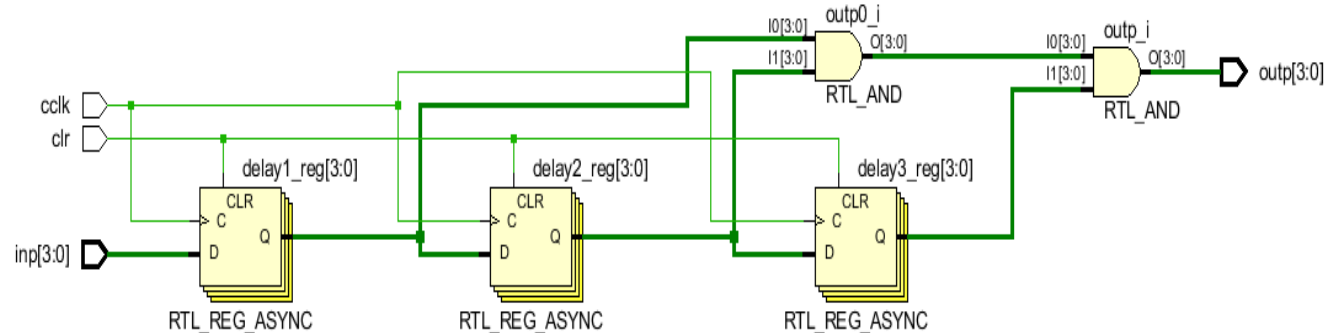 outp0_i
I0[3:0]
I1[3:0]
O[3:0]
RTL_AND
outp_i
I0[3:0]
I1[3:0]
O[3:0]
RTL_AND
outp[3:0]
cclk
clr
inp[3:0]
delay1_reg[3:0]
CLR
C
D
Q
RTL_REG_ASYNC
delay2_reg[3:0]
CLR
C
D
Q
RTL_REG_ASYNC
delay3_reg[3:0]
CLR
C
D
Q
RTL_REG_ASYNC